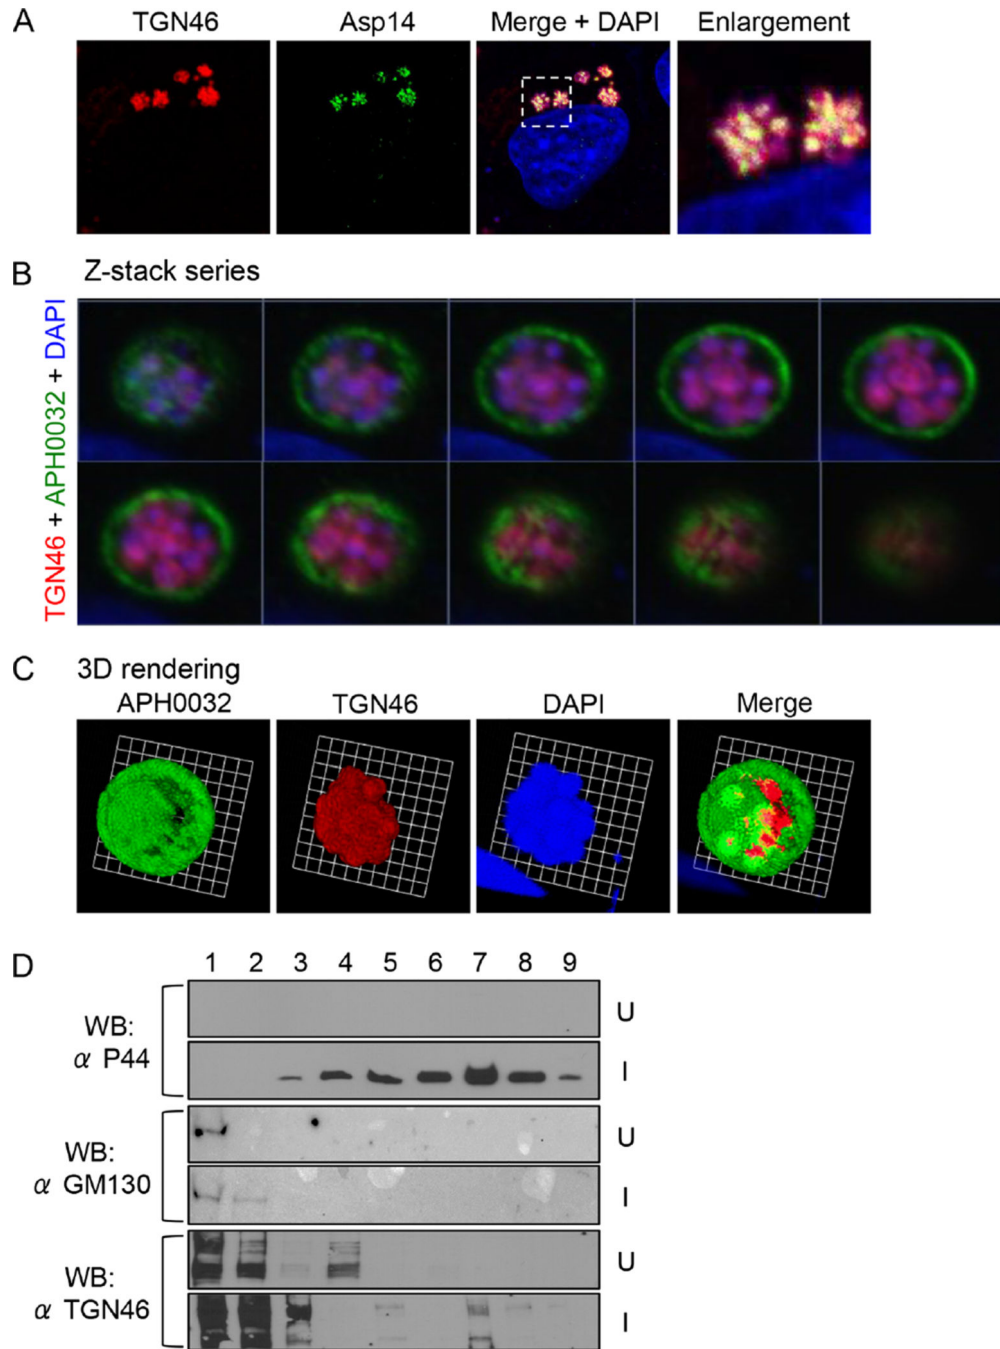 A
TGN46 Asp14 Merge + DAPI Enlargement
B Z-stack series
TGN46 + APH0032 + DAPI
C 3D rendering
APH0032 TGN46 DAPI Merge
D 1 2 3 4 5 6 7 8 9
WB:
α P44
U
I
WB:
α GM130
U
I
WB:
α TGN46
U
I